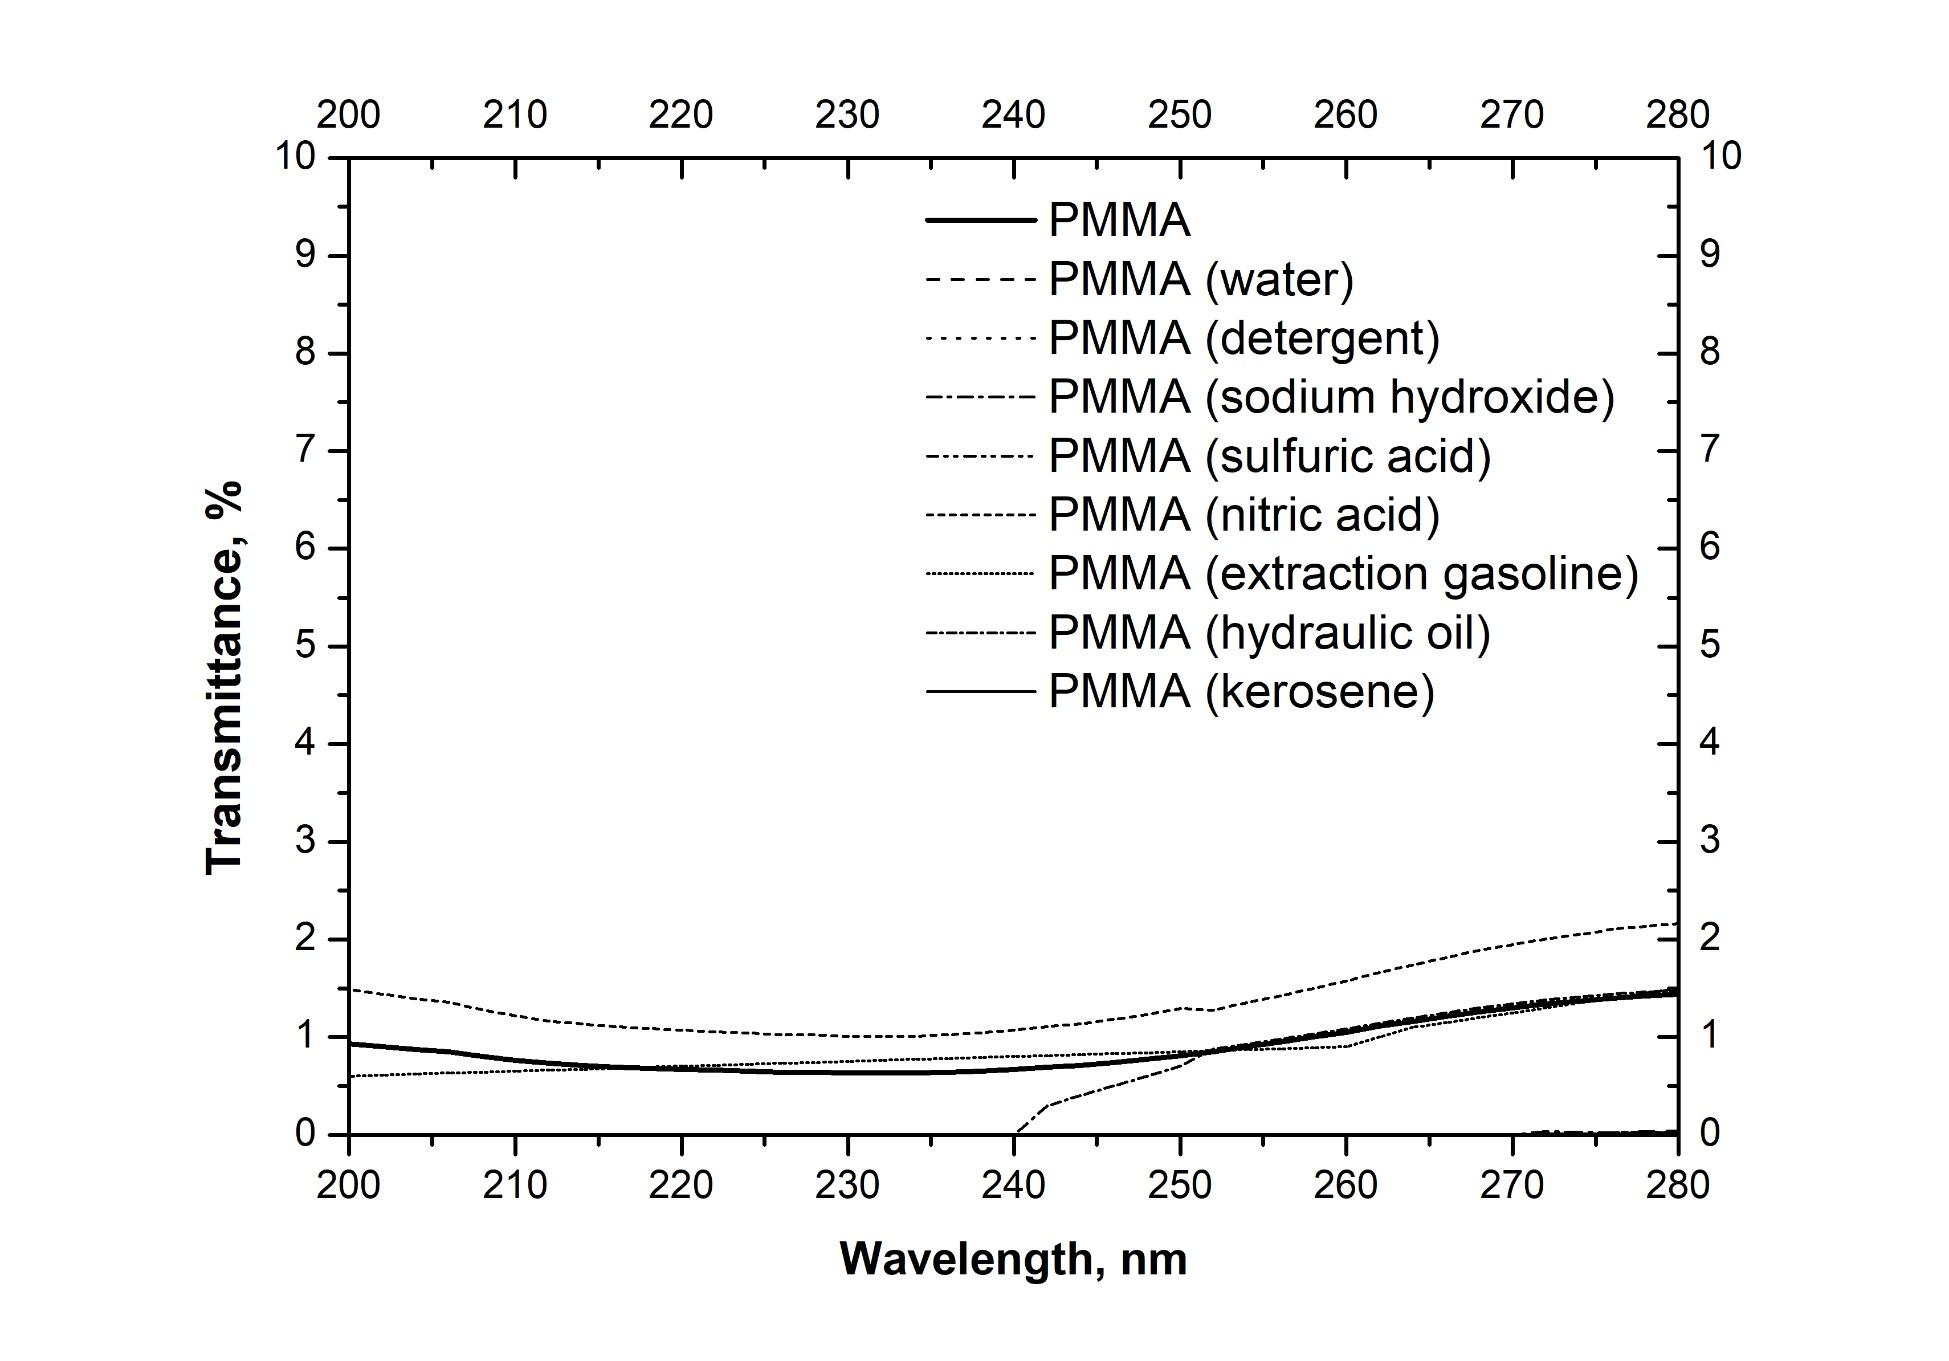 200 210 220 230 240 250 260 270 280
10 10
PMMA
9 9
PMMA (water)
8 PMMA (detergent) 8
PMMA (sodium hydroxide)
7 7
PMMA (sulfuric acid)
PMMA (nitric acid)
6 6
PMMA (extraction gasoline)
5 PMMA (hydraulic oil) 5
PMMA (kerosene)
4 4
3 3
2 2
1 1
0 0
Transmittance, %
200 210 220 230 240 250 260 270 280
Wavelength, nm